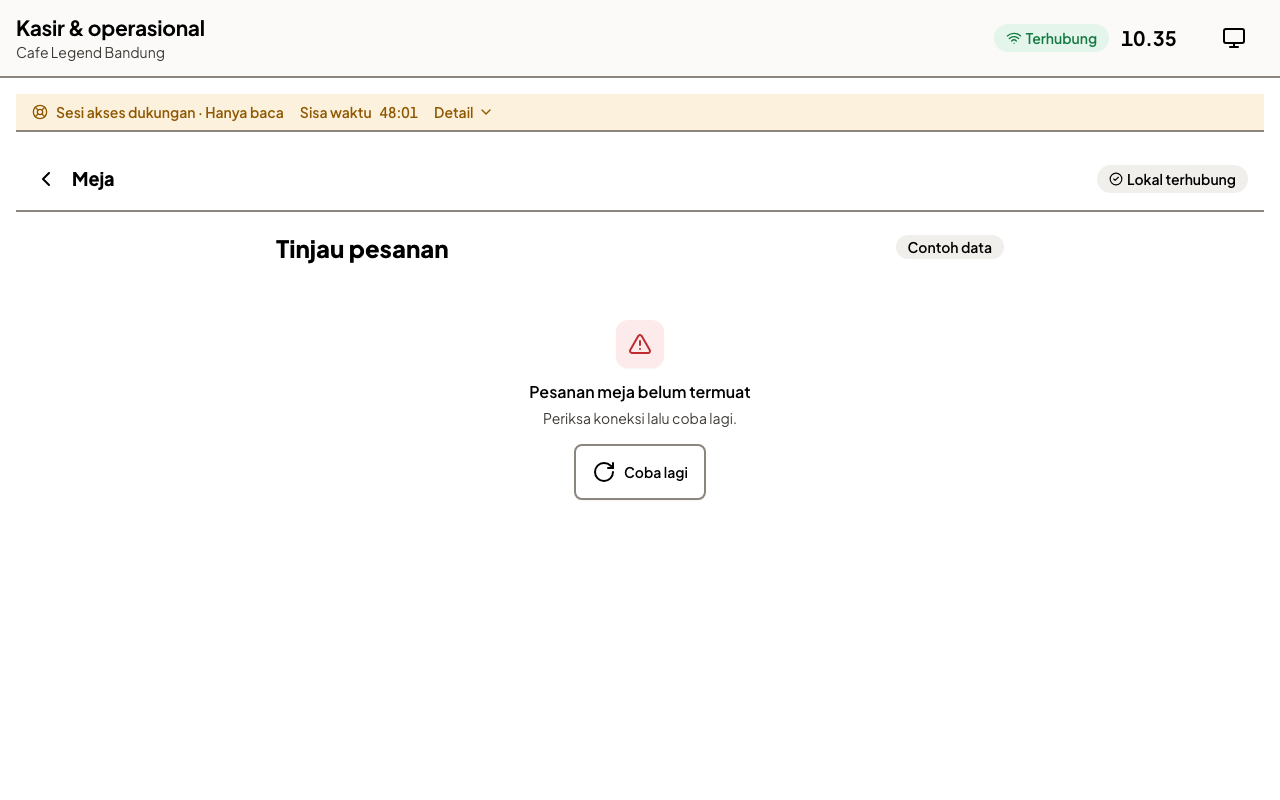 Kasir & operasional
Cafe Legend Bandung
Terhubung
10.35
Sesi akses dukungan · Hanya baca
Sisa waktu 48:01
Detail
Meja
Lokal terhubung
Tinjau pesanan
Contoh data
Pesanan meja belum termuat
Periksa koneksi lalu coba lagi.
Coba lagi